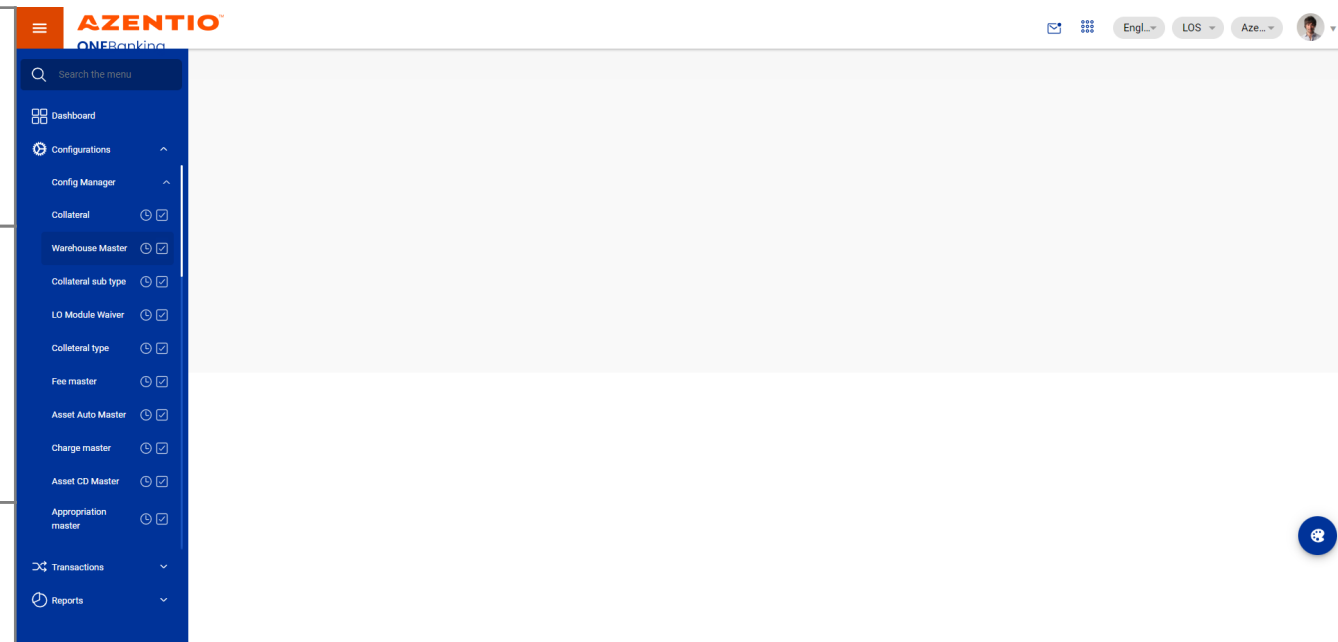 AZENTIO™
ONEBanking
Engl...
LOS
Aze...
Search the menu
Dashboard
Configurations
Config Manager
Collateral
Warehouse Master
Collateral sub type
LO Module Waiver
Colleteral type
Fee master
Asset Auto Master
Charge master
Asset CD Master
Appropriation
master
Transactions
Reports